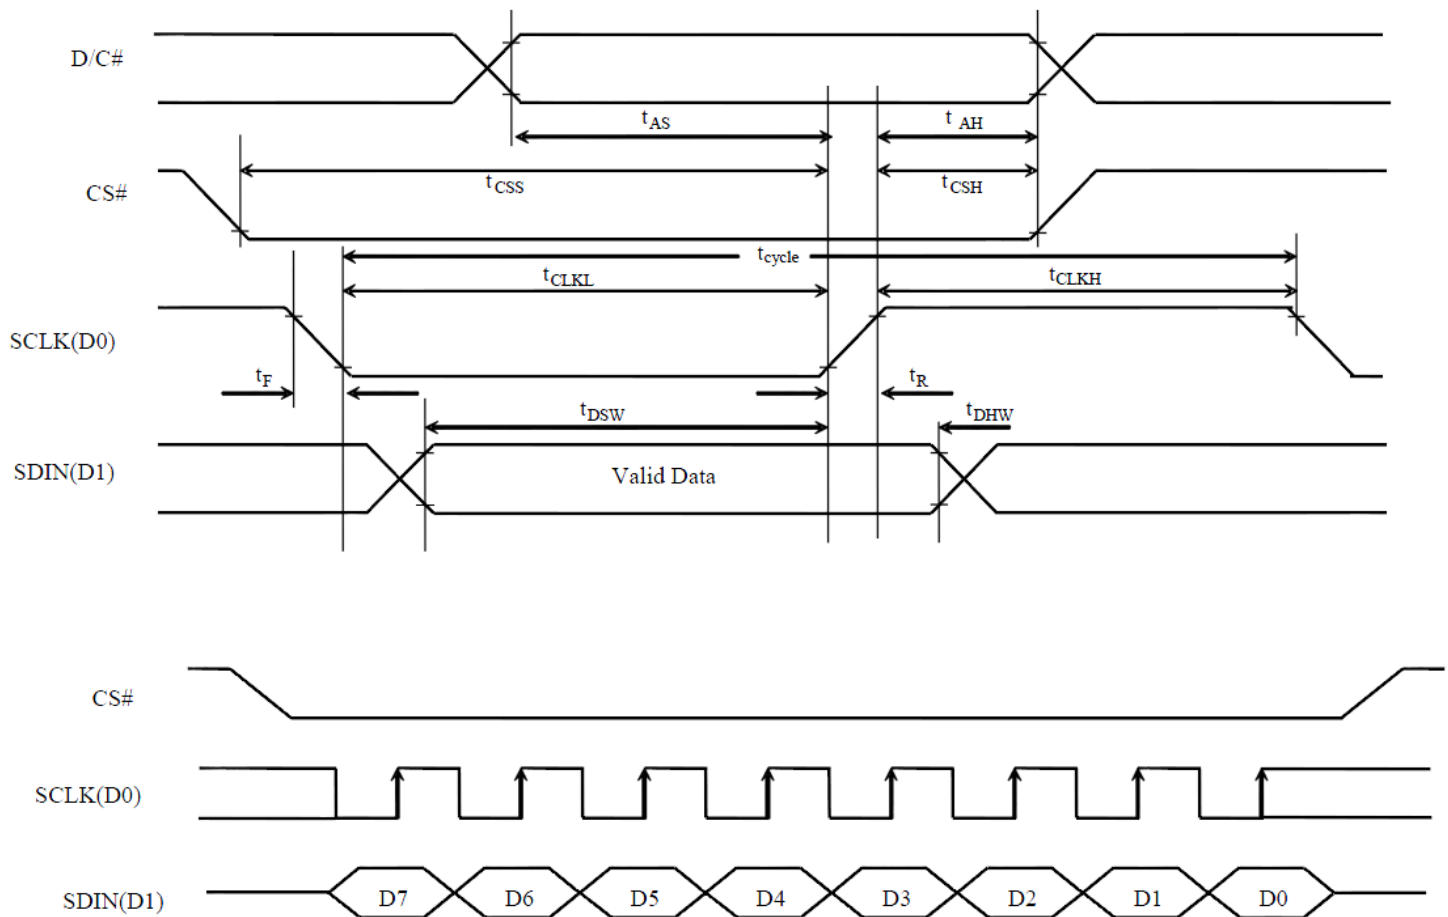 D/C#
tAS
t AH
CS#
tCSS
tCSH
tcycle
tCLKL
tCLKH
SCLK(D0)
tF
tR
tDSW
tDHW
SDIN(D1)
Valid Data
CS#
SCLK(D0)
SDIN(D1)
D7 D6 D5 D4 D3 D2 D1 D0